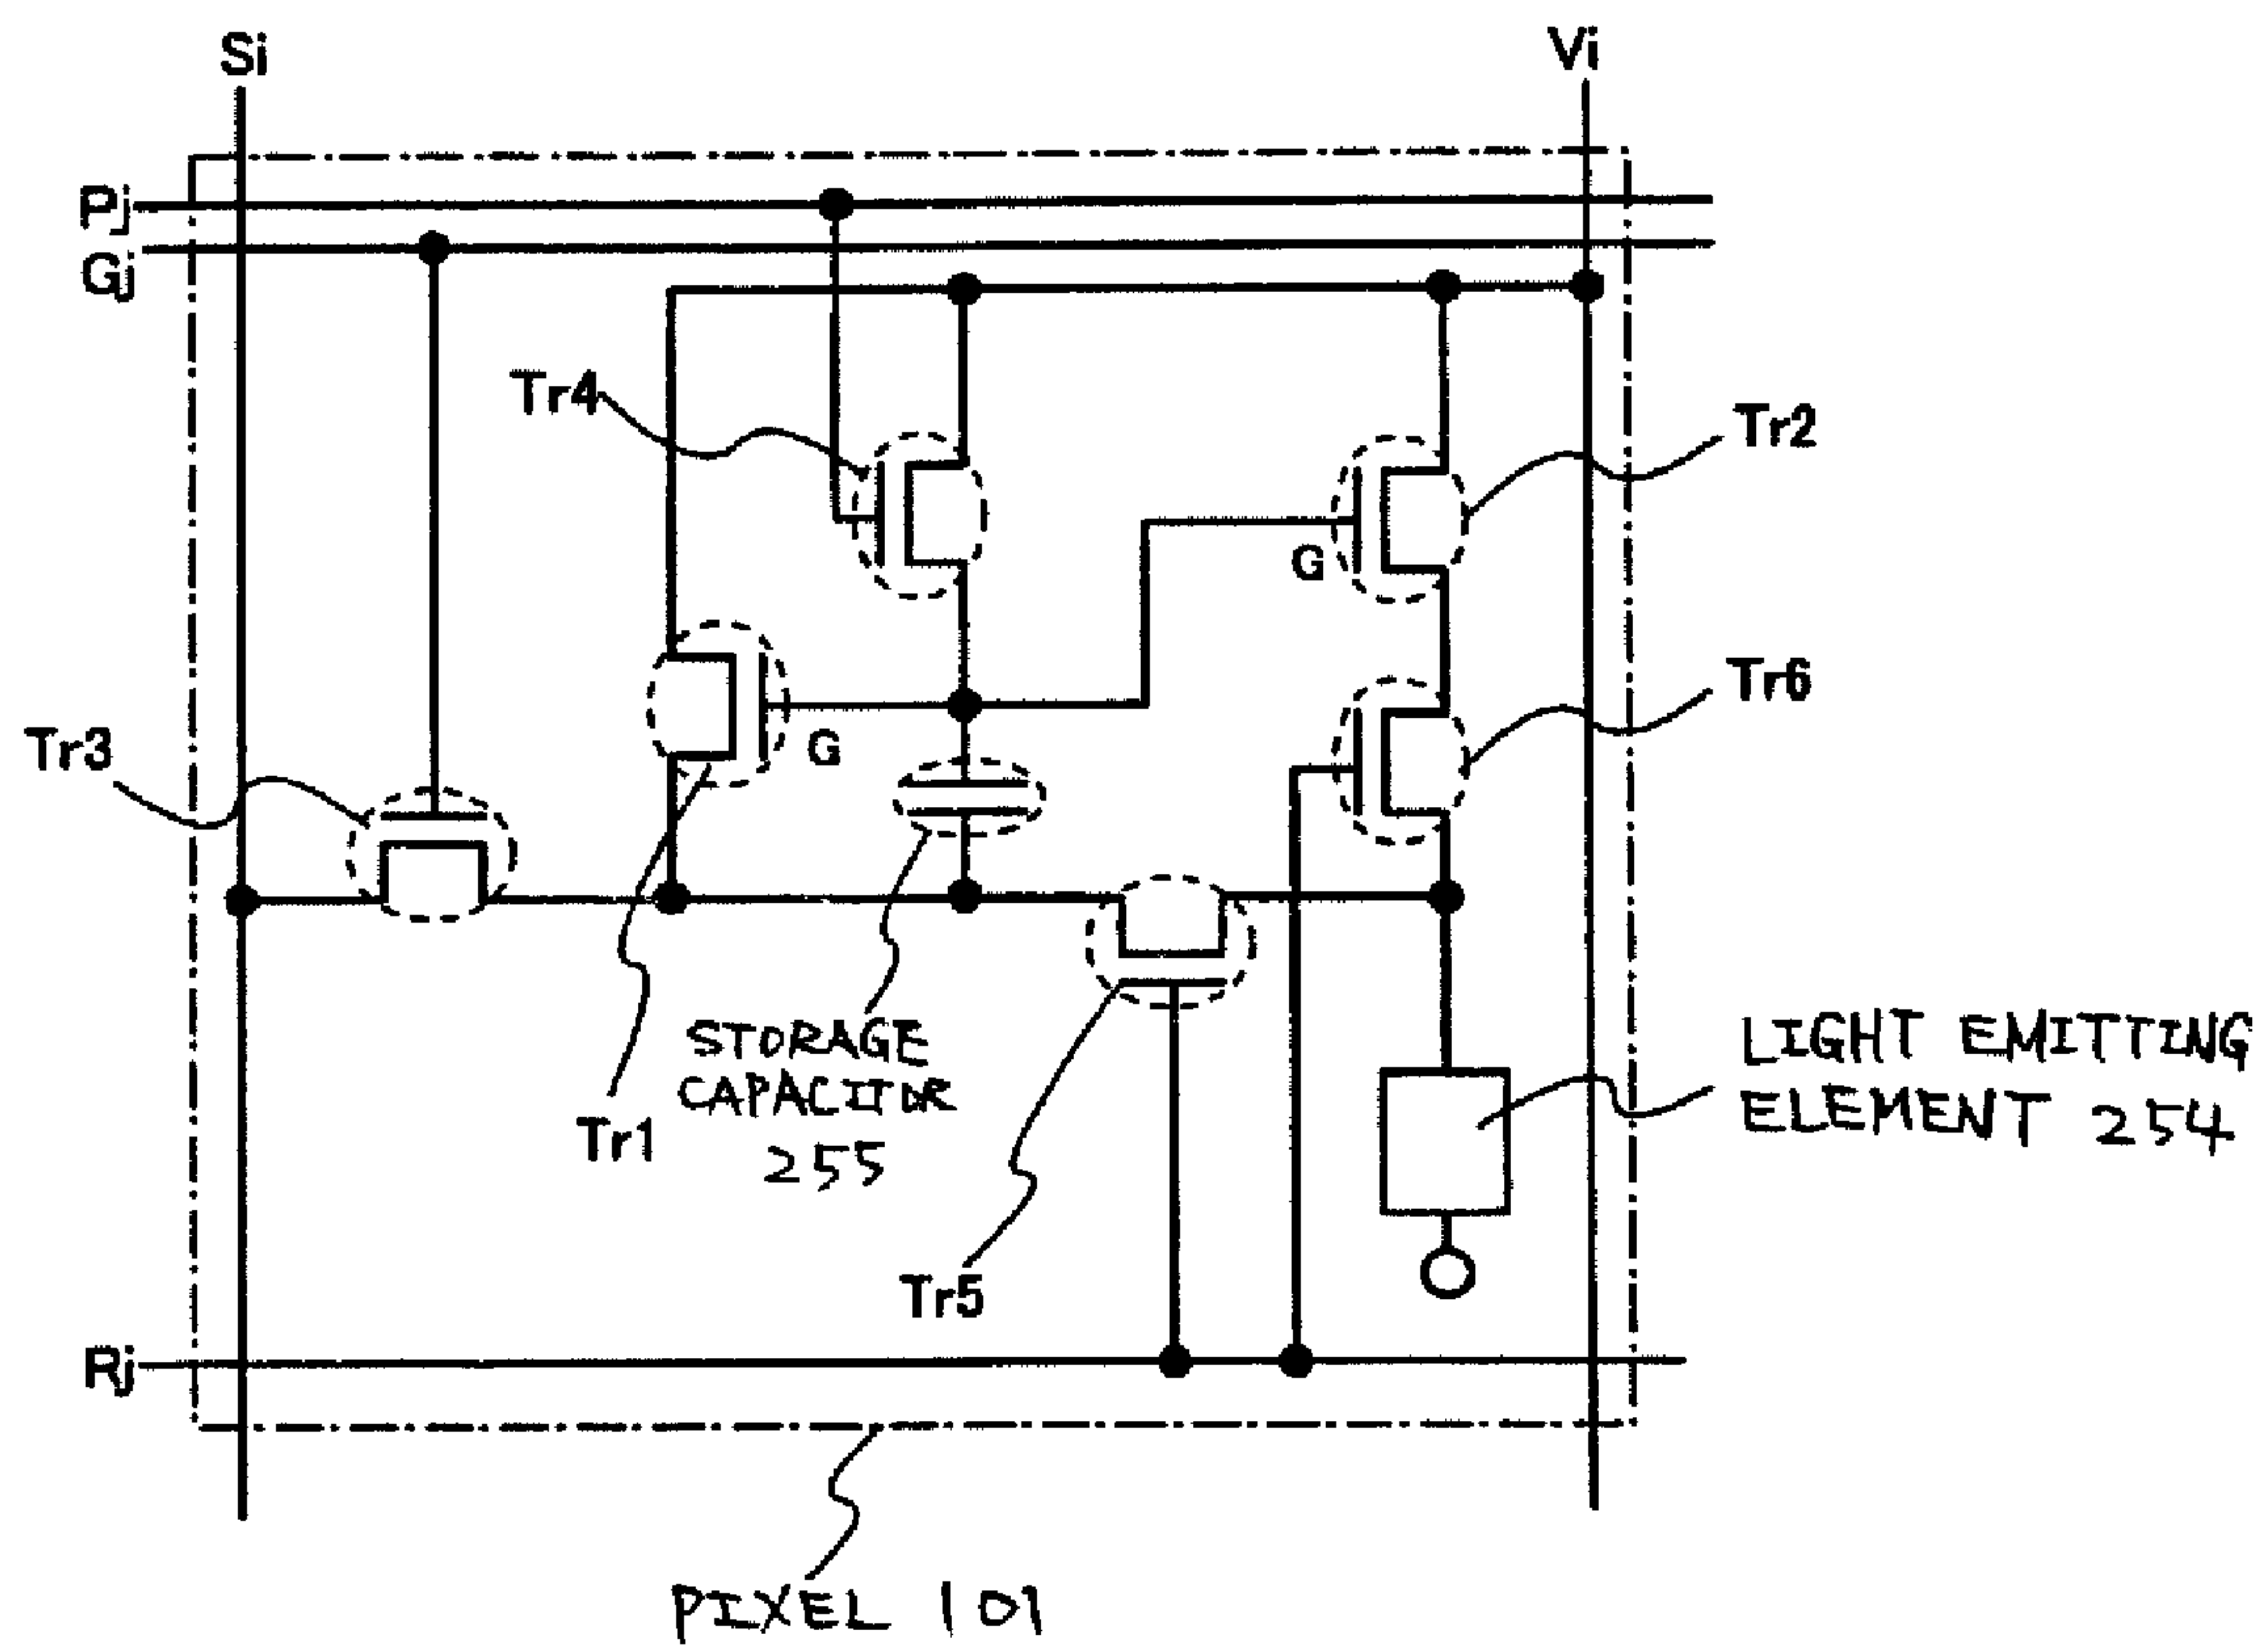 Si
Vi
Pj
Gj
Tr4
Tr2
G
Tr6
Tr3
G
STORAGE
CAPACITOR
255
LIGHT EMITTING
ELEMENT 254
Tr1
Tr5
Rj
PIXEL 101